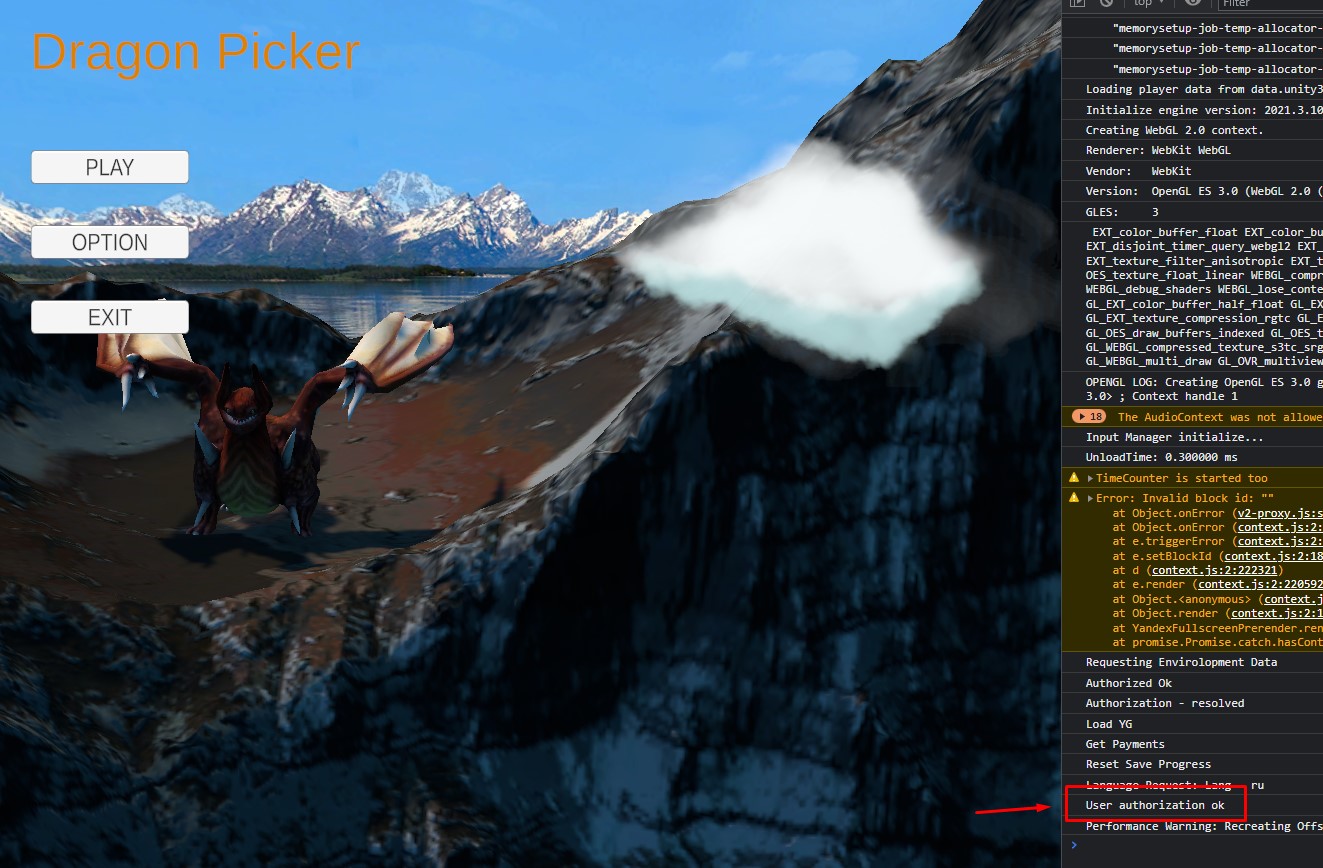 Dragon Picker
PLAY
OPTION
EXIT
top
Filter
"memorysetup-job-temp-allocator-
"memorysetup-job-temp-allocator-
"memorysetup-job-temp-allocator-
Loading player data from data.unity3
Initialize engine version: 2021.3.10
Creating WebGL 2.0 context.
Renderer: WebKit WebGL
Vendor: WebKit
Version: OpenGL ES 3.0 (WebGL 2.0 (
GLES: 3
EXT_color_buffer_float EXT_color_bu
EXT_disjoint_timer_query_webgl2 EXT_
EXT_texture_filter_anisotropic EXT_t
OES_texture_float_linear WEBGL_compr
WEBGL_debug_shaders WEBGL_lose_conte
GL_EXT_color_buffer_half_float GL_EX
GL_EXT_texture_compression_rgtc GL_E
GL_OES_draw_buffers_indexed GL_OES_t
GL_WEBGL_compressed_texture_s3tc_srg
GL_WEBGL_multi_draw GL_OVR_multiview
OPENGL LOG: Creating OpenGL ES 3.0 g
3.0> ; Context handle 1
18 The AudioContext was not allowe
Input Manager initialize...
UnloadTime: 0.300000 ms
TimeCounter is started too
Error: Invalid block id: ""
at Object.onError (v2-proxy.js:s
at Object.onError (context.js:2:
at e.triggerError (context.js:2:
at e.setBlockId (context.js:2:18
at d (context.js:2:222321)
at e.render (context.js:2:220592
at Object.<anonymous> (context.j
at Object.render (context.js:2:1
at YandexFullscreenPrerender.ren
at promise.Promise.catch.hasCont
Requesting Envirolopment Data
Authorized Ok
Authorization - resolved
Load YG
Get Payments
Reset Save Progress
Language Request: Lang - ru
User authorization ok
Performance Warning: Recreating Offs